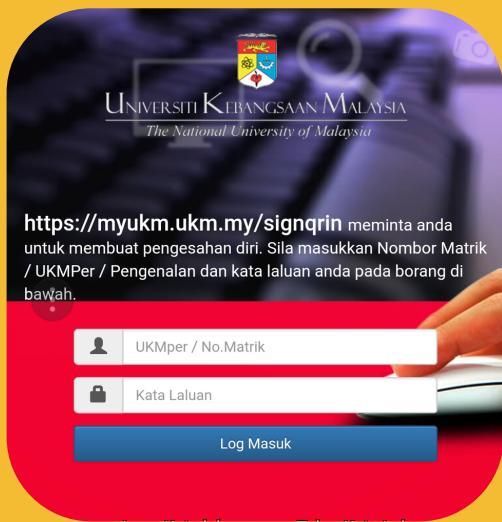 UNIVERSITI KEBANGSAAN MALAYSIA
The National University of Malaysia
https://myukm.ukm.my/signqrin meminta anda
untuk membuat pengesahan diri. Sila masukkan Nombor Matrik
/ UKMPer / Pengenalan dan kata laluan anda pada borang di
bawah.
UKMper / No.Matrik
Kata Laluan
Log Masuk